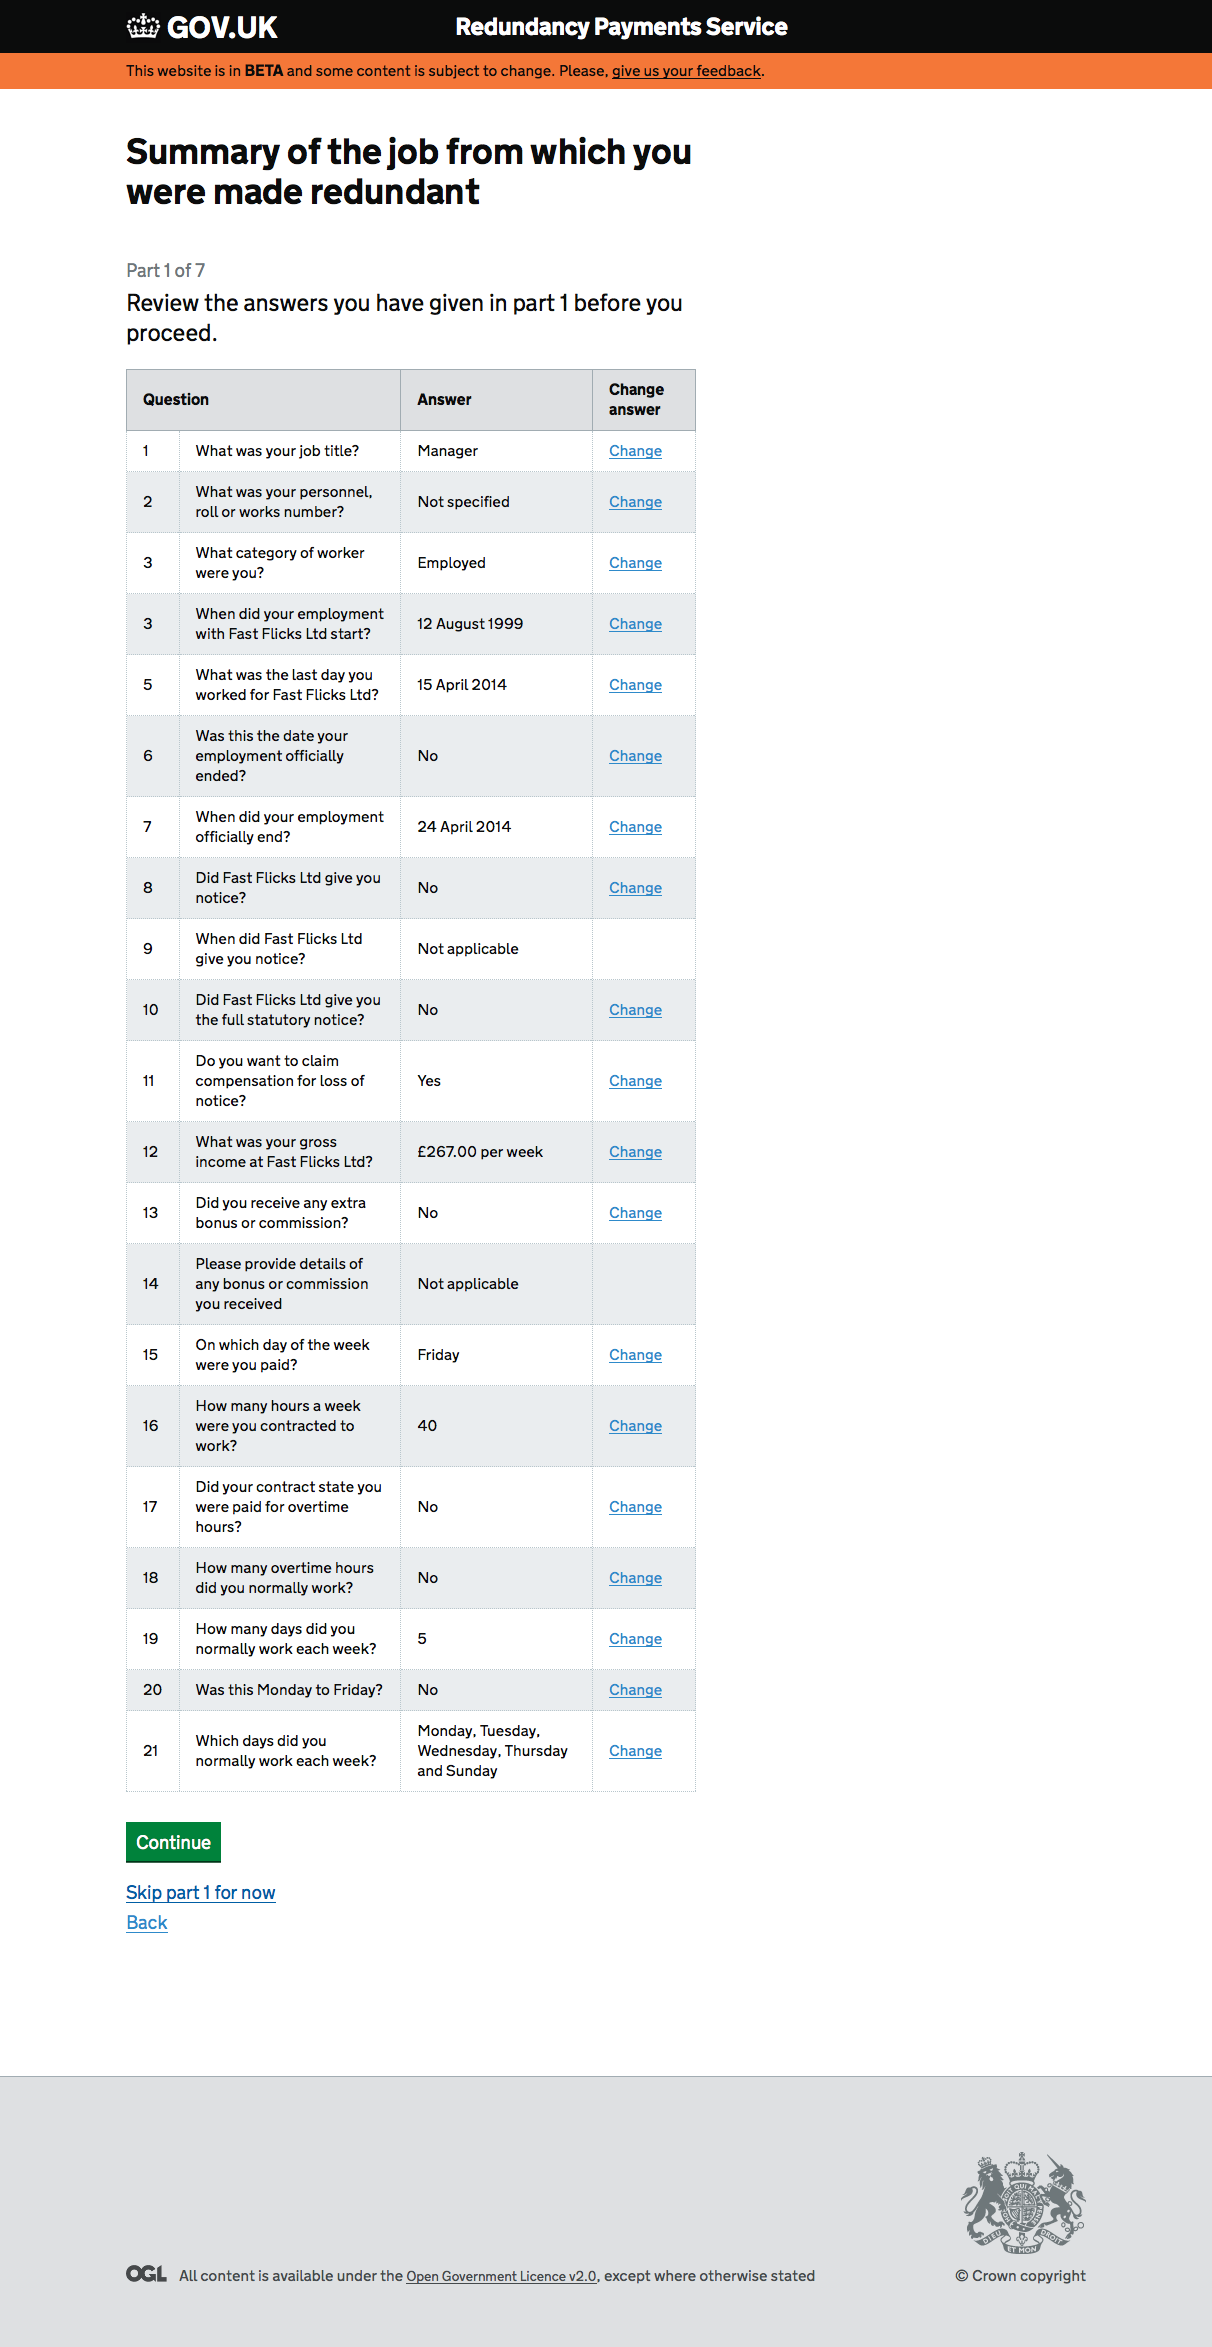 GOV.UK Redundancy Payments Service
This website is in BETA and some content is subject to change. Please, give us your feedback.
Summary of the job from which you
were made redundant
Part 1 of 7
Review the answers you have given in part 1 before you
proceed.
Question Answer Change answer
1 What was your job title? Manager Change
2 What was your personnel,
roll or works number? Not specified Change
3 What category of worker
were you? Employed Change
3 When did your employment
with Fast Flicks Ltd start? 12 August 1999 Change
5 What was the last day you
worked for Fast Flicks Ltd? 15 April 2014 Change
6 Was this the date your
employment officially
ended? No Change
7 When did your employment
officially end? 24 April 2014 Change
8 Did Fast Flicks Ltd give you
notice? No Change
9 When did Fast Flicks Ltd
give you notice? Not applicable
10 Did Fast Flicks Ltd give you
the full statutory notice? No Change
11 Do you want to claim
compensation for loss of
notice? Yes Change
12 What was your gross
income at Fast Flicks Ltd? £267.00 per week Change
13 Did you receive any extra
bonus or commission? No Change
14 Please provide details of
any bonus or commission
you received Not applicable
15 On which day of the week
were you paid? Friday Change
16 How many hours a week
were you contracted to
work? 40 Change
17 Did your contract state you
were paid for overtime
hours? No Change
18 How many overtime hours
did you normally work? No Change
19 How many days did you
normally work each week? 5 Change
20 Was this Monday to Friday? No Change
21 Which days did you
normally work each week? Monday, Tuesday,
Wednesday, Thursday
and Sunday Change
Continue
Skip part 1 for now
Back
DIEU ET MON DROIT
OGL All content is available under the Open Government Licence v2.0, except where otherwise stated
© Crown copyright